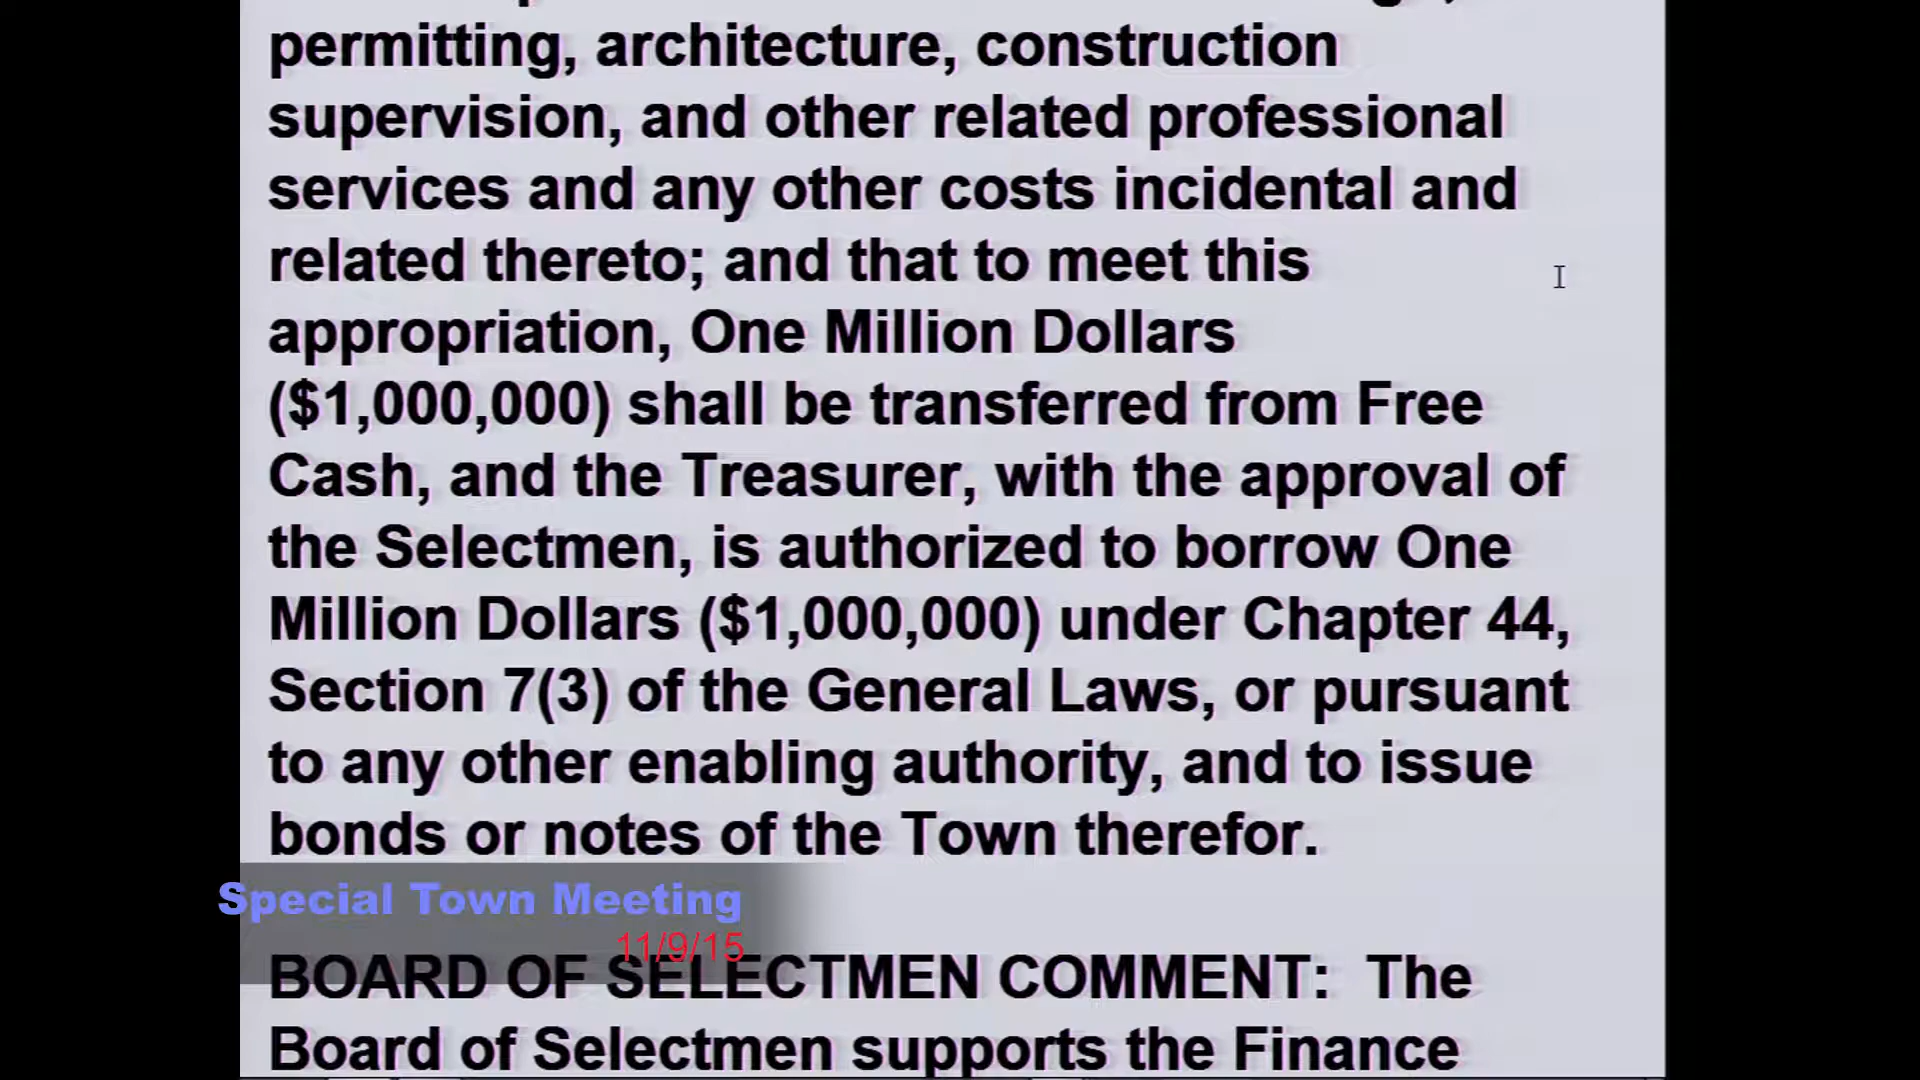 permitting, architecture, construction
supervision, and other related professional
services and any other costs incidental and
related thereto; and that to meet this
appropriation, One Million Dollars
($1,000,000) shall be transferred from Free
Cash, and the Treasurer, with the approval of
the Selectmen, is authorized to borrow One
Million Dollars ($1,000,000) under Chapter 44,
Section 7(3) of the General Laws, or pursuant
to any other enabling authority, and to issue
bonds or notes of the Town therefor.
Special Town Meeting
11/9/15
BOARD OF SELECTMEN COMMENT: The
Board of Selectmen supports the Finance